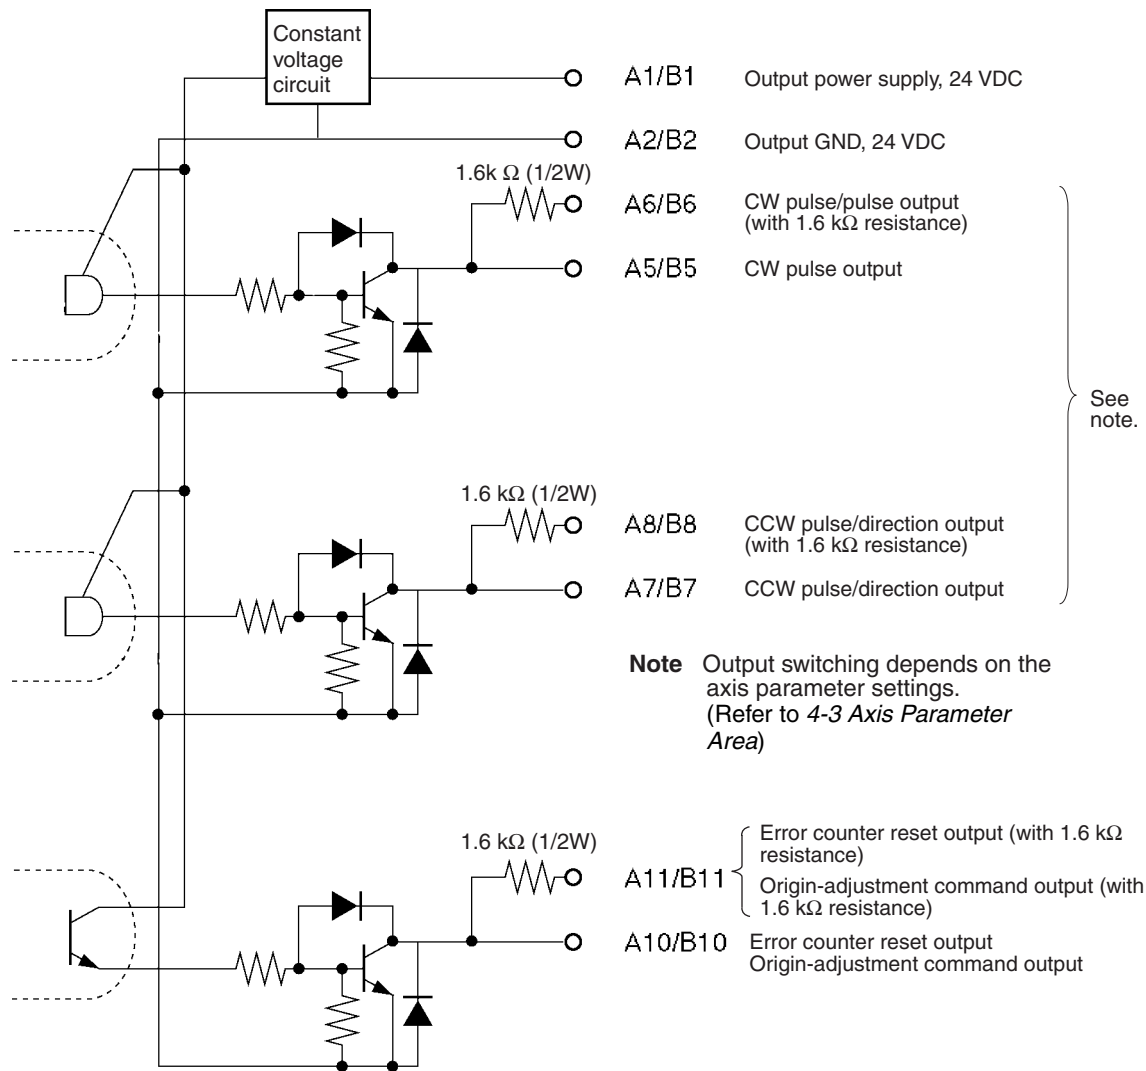 Constant
voltage
circuit
A1/B1 Output power supply, 24 VDC
A2/B2 Output GND, 24 VDC
1.6k Ω (1/2W)
A6/B6 CW pulse/pulse output
(with 1.6 kΩ resistance)
A5/B5 CW pulse output
See
note.
1.6 kΩ (1/2W)
A8/B8 CCW pulse/direction output
(with 1.6 kΩ resistance)
A7/B7 CCW pulse/direction output
Note Output switching depends on the
axis parameter settings.
(Refer to 4-3 Axis Parameter
Area)
1.6 kΩ (1/2W)
A11/B11 Error counter reset output (with 1.6 kΩ
resistance)
Origin-adjustment command output (with
1.6 kΩ resistance)
A10/B10 Error counter reset output
Origin-adjustment command output